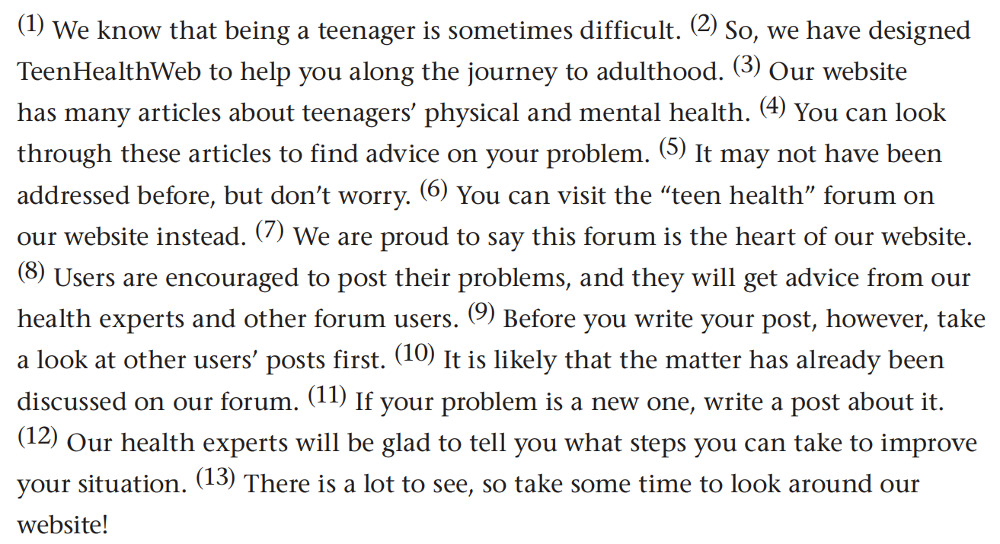 (1) We know that being a teenager is sometimes difficult. (2) So, we have designed
TeenHealthWeb to help you along the journey to adulthood. (3) Our website
has many articles about teenagers’ physical and mental health. (4) You can look
through these articles to find advice on your problem. (5) It may not have been
addressed before, but don’t worry. (6) You can visit the “teen health” forum on
our website instead. (7) We are proud to say this forum is the heart of our website.
(8) Users are encouraged to post their problems, and they will get advice from our
health experts and other forum users. (9) Before you write your post, however, take
a look at other users’ posts first. (10) It is likely that the matter has already been
discussed on our forum. (11) If your problem is a new one, write a post about it.
(12) Our health experts will be glad to tell you what steps you can take to improve
your situation. (13) There is a lot to see, so take some time to look around our
website!